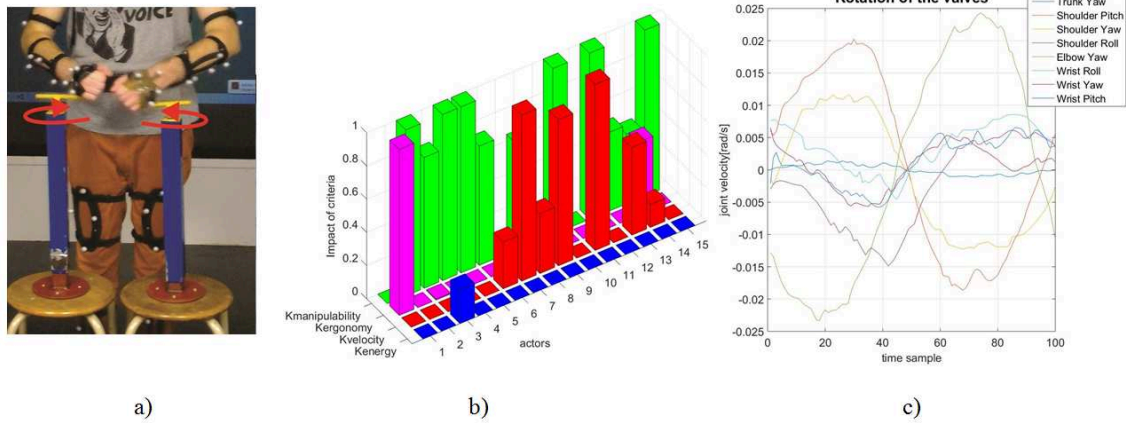 VOICE
1
0.8
0.6
0.4
0.2
0
Impact of criteria
Kmanipulability
Kergonomy
Kvelocity
Kenergy
1
2
3
4
5
6
7
8
9
10
11
12
13
14
15
actors
Rotation of the valves
Trunk Yaw
Shoulder Pitch
Shoulder Yaw
Shoulder Roll
Elbow Yaw
Wrist Roll
Wrist Yaw
Wrist Pitch
0.025
0.02
0.015
0.01
0.005
0
-0.005
-0.01
-0.015
-0.02
-0.025
joint velocity[rad/s]
0 20 40 60 80 100
time sample
a) b) c)